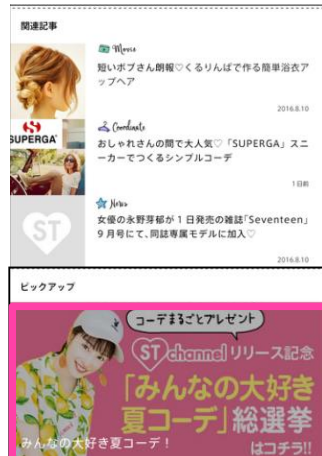 関連記事
Movie
短いボブさん朗報♡くるりんぱで作る簡単浴衣ア
ップヘア
2016.8.10
SUPERGA
Coordinate
おしゃれさんの間で大人気♡「SUPERGA」スニ
ーカーでつくるシンプルコーデ
1日前
ST
News
女優の永野芽郁が1日発売の雑誌「Seventeen」
9月号にて、同誌専属モデルに加入♡
2016.8.10
ピックアップ
コーデまるごとプレゼント
ST channel リリース記念
「みんなの大好き
夏コーデ」総選挙
みんなの大好き夏コーデ！
はコチラ!!